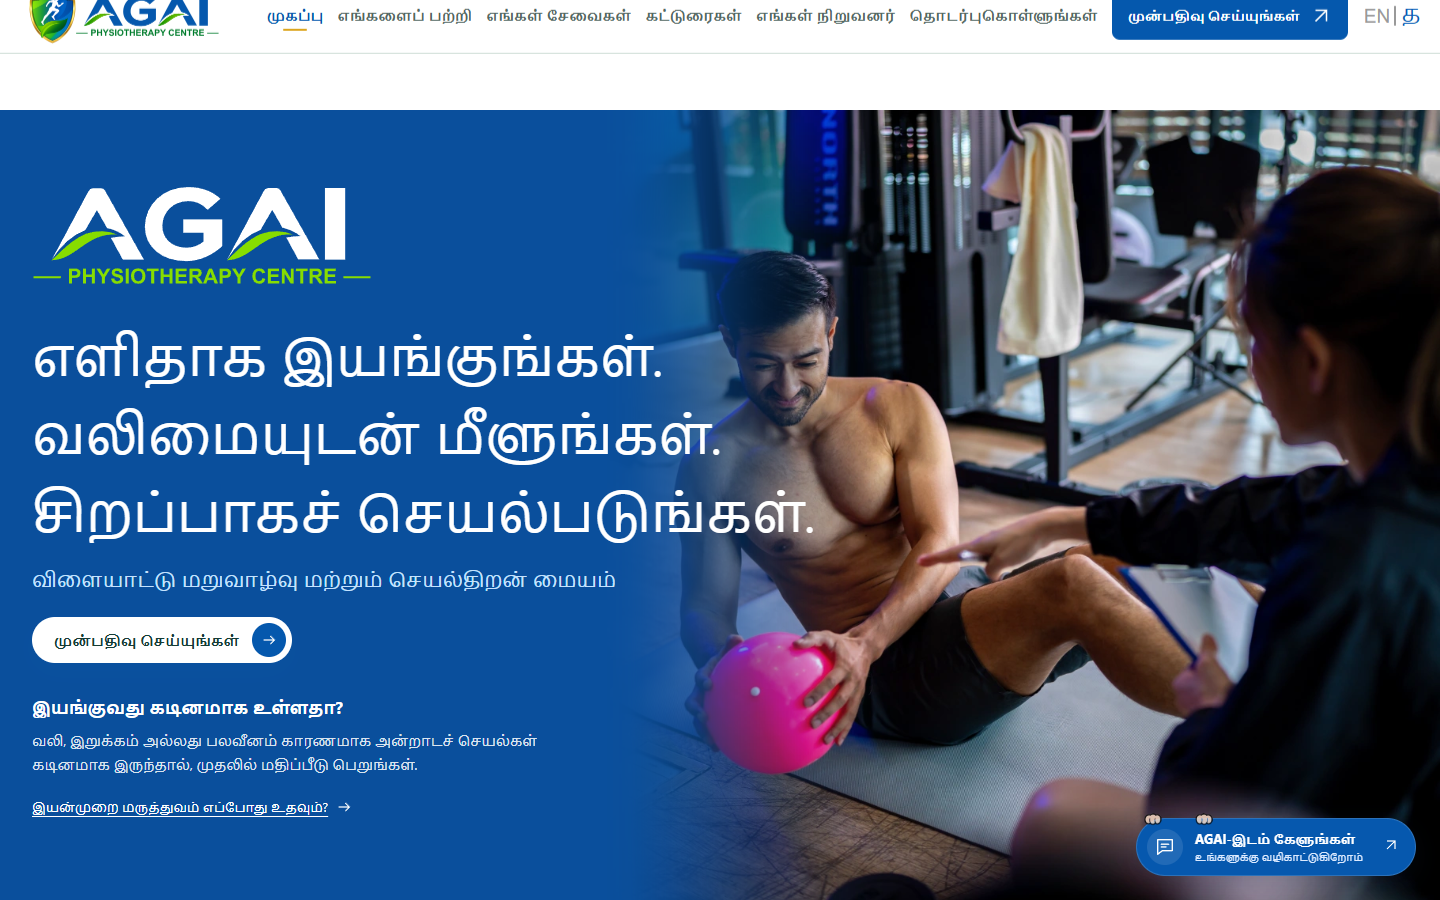 AGAI
PHYSIOTHERAPY CENTRE
முகப்பு எங்களைப் பற்றி எங்கள் சேவைகள் கட்டுரைகள் எங்கள் நிறுவனர் தொடர்புகொள்ளுங்கள் முன்பதிவு செய்யுங்கள் EN | த
NORTH
AGAI
PHYSIOTHERAPY CENTRE
எளிதாக இயங்குங்கள்.
வலிமையுடன் மீளுங்கள்.
சிறப்பாகச் செயல்படுங்கள்.
விளையாட்டு மறுவாழ்வு மற்றும் செயல்திறன் மையம்
முன்பதிவு செய்யுங்கள்
இயங்குவது கடினமாக உள்ளதா?
வலி, இறுக்கம் அல்லது பலவீனம் காரணமாக அன்றாடச் செயல்கள்
கடினமாக இருந்தால், முதலில் மதிப்பீடு பெறுங்கள்.
இயன்முறை மருத்துவம் எப்போது உதவும்?
AGAI-இடம் கேளுங்கள்
உங்களுக்கு வழிகாட்டுகிறோம்